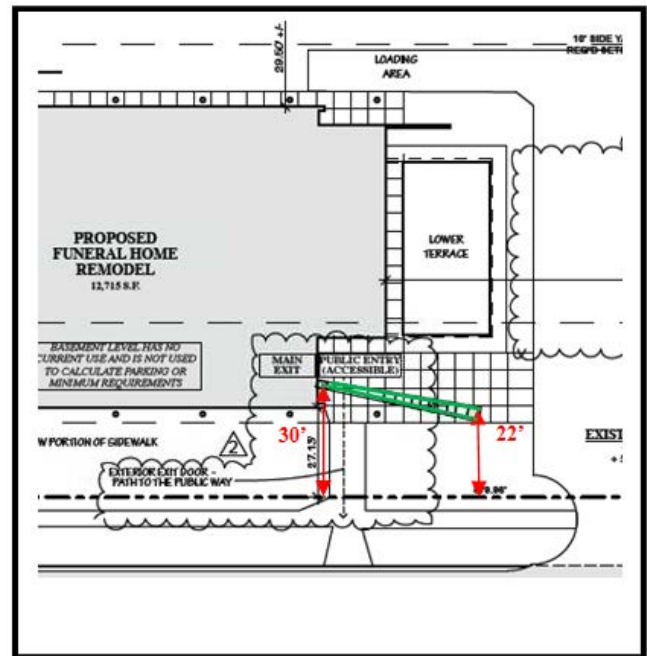 10' SIDE
LOADING
AREA
29.50' +/-
PROPOSED
FUNERAL HOME
REMODEL
12,715 S.F.
LOWER
TERRACE
BASEMENT LEVEL HAS NO
CURRENT USE AND IS NOT USED
TO CALCULATE PARKING OR
MINIMUM REQUIREMENTS
MAIN
EXIT
PUBLIC ENTRY
(ACCESSIBLE)
W PORTION OF SIDEWALK
2
30'
27.13'
22'
EXIST
EXTERIOR EXIT DOOR -
PATH TO THE PUBLIC WAY